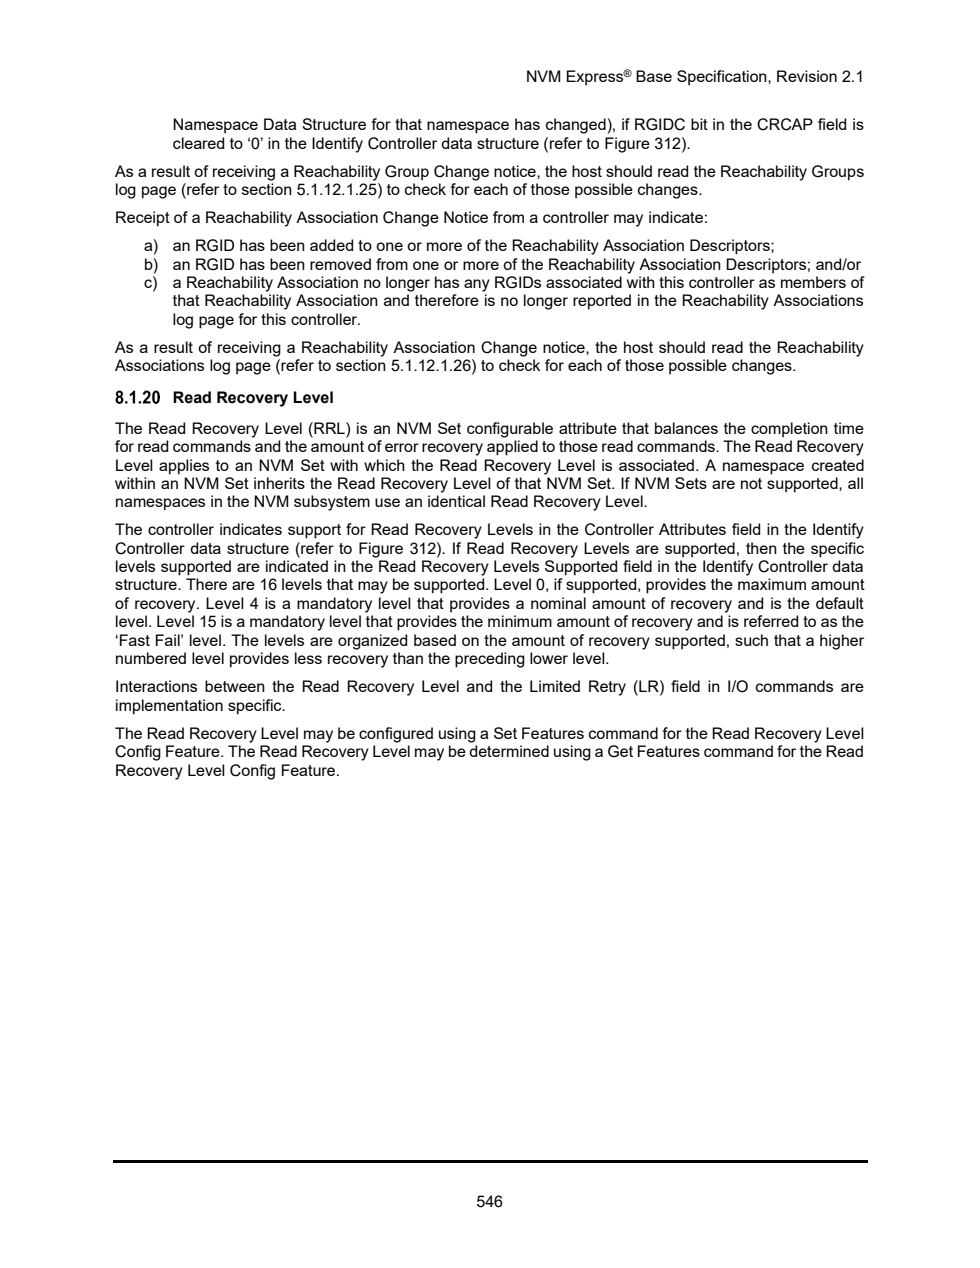 NVM Express® Base Specification, Revision 2.1
Namespace Data Structure for that namespace has changed), if RGIDC bit in the CRCAP field is
cleared to ‘0’ in the Identify Controller data structure (refer to Figure 312).
As a result of receiving a Reachability Group Change notice, the host should read the Reachability Groups
log page (refer to section 5.1.12.1.25) to check for each of those possible changes.
Receipt of a Reachability Association Change Notice from a controller may indicate:
a) an RGID has been added to one or more of the Reachability Association Descriptors;
b) an RGID has been removed from one or more of the Reachability Association Descriptors; and/or
c) a Reachability Association no longer has any RGIDs associated with this controller as members of
that Reachability Association and therefore is no longer reported in the Reachability Associations
log page for this controller.
As a result of receiving a Reachability Association Change notice, the host should read the Reachability
Associations log page (refer to section 5.1.12.1.26) to check for each of those possible changes.
8.1.20 Read Recovery Level
The Read Recovery Level (RRL) is an NVM Set configurable attribute that balances the completion time
for read commands and the amount of error recovery applied to those read commands. The Read Recovery
Level applies to an NVM Set with which the Read Recovery Level is associated. A namespace created
within an NVM Set inherits the Read Recovery Level of that NVM Set. If NVM Sets are not supported, all
namespaces in the NVM subsystem use an identical Read Recovery Level.
The controller indicates support for Read Recovery Levels in the Controller Attributes field in the Identify
Controller data structure (refer to Figure 312). If Read Recovery Levels are supported, then the specific
levels supported are indicated in the Read Recovery Levels Supported field in the Identify Controller data
structure. There are 16 levels that may be supported. Level 0, if supported, provides the maximum amount
of recovery. Level 4 is a mandatory level that provides a nominal amount of recovery and is the default
level. Level 15 is a mandatory level that provides the minimum amount of recovery and is referred to as the
‘Fast Fail’ level. The levels are organized based on the amount of recovery supported, such that a higher
numbered level provides less recovery than the preceding lower level.
Interactions between the Read Recovery Level and the Limited Retry (LR) field in I/O commands are
implementation specific.
The Read Recovery Level may be configured using a Set Features command for the Read Recovery Level
Config Feature. The Read Recovery Level may be determined using a Get Features command for the Read
Recovery Level Config Feature.
546